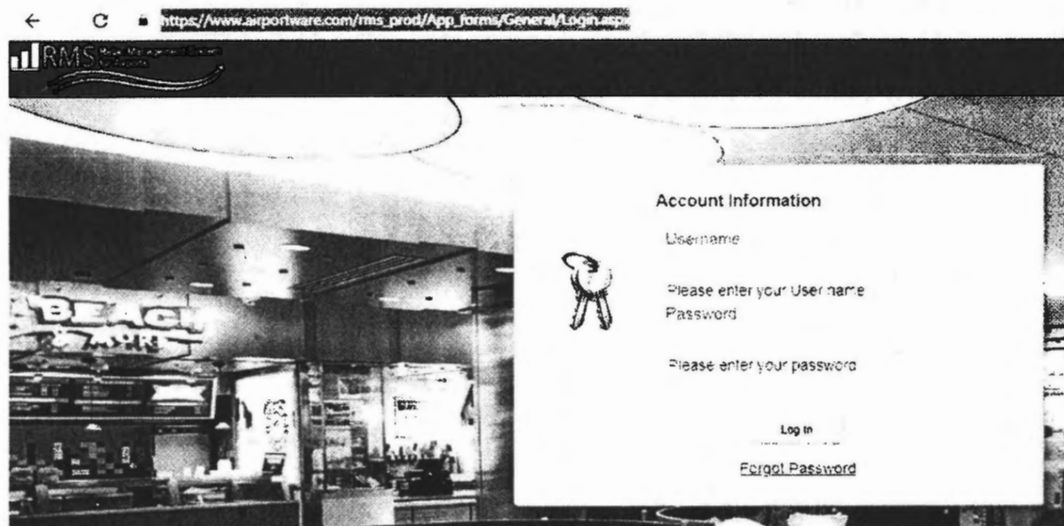 https://www.airportware.com/rms_prod/App_forms/General/Login.aspx
RMS
Account Information
Username
Please enter your User name
Password
Please enter your password
Log In
Forgot Password
BEACH
& MORE